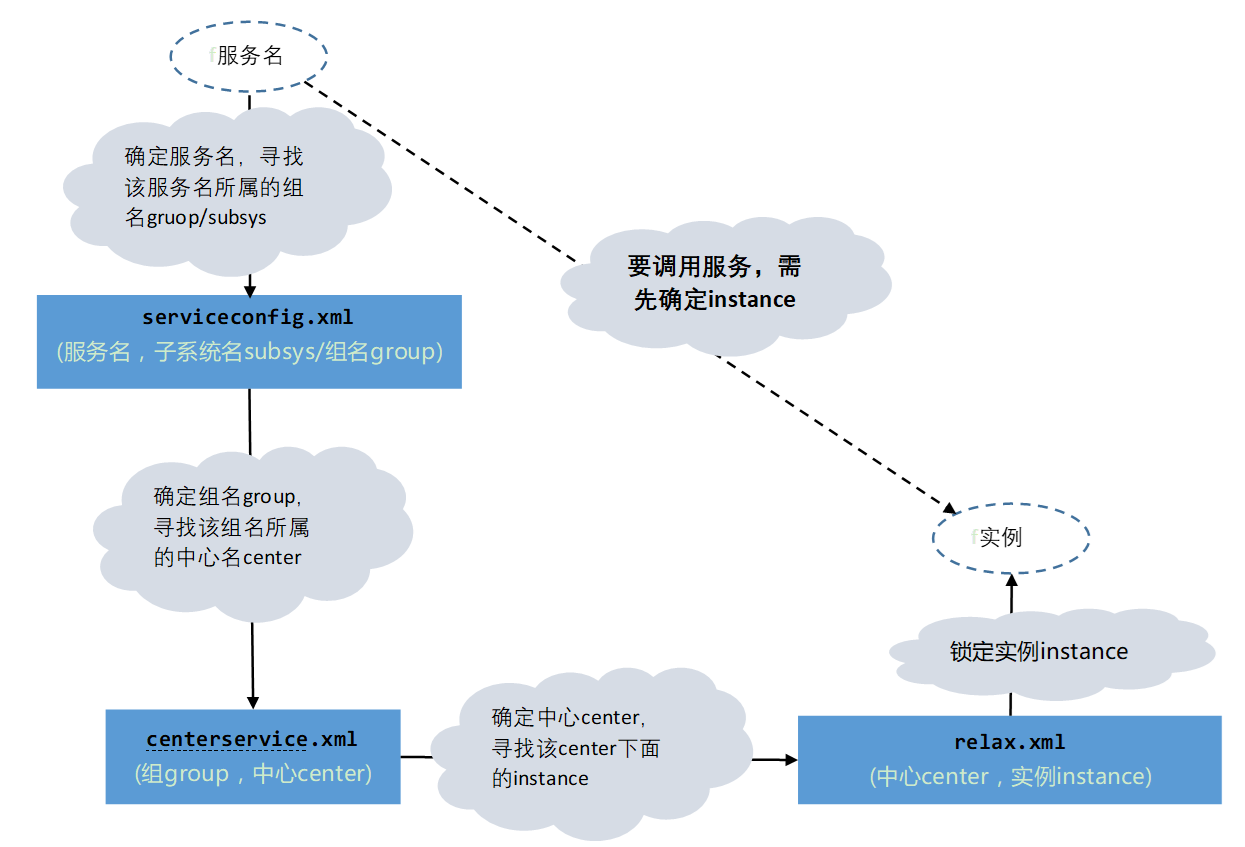 f服务名
确定服务名，寻找
该服务名所属的组
名gruop/subsys
要调用服务，需
先确定instance
serviceconfig.xml
(服务名，子系统名subsys/组名group)
确定组名group,
寻找该组名所属
的中心名center
f实例
锁定实例instance
centerservice.xml
(组group，中心center)
确定中心center,
寻找该center下面
的instance
relax.xml
(中心center，实例instance)